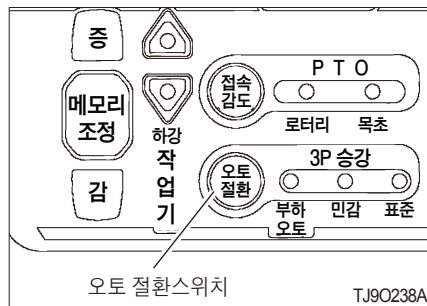 증
메모리
조정
감
하강
작
업
기
접속
감도
P T O
로터리 목초
오토
절환
3P 승강
부하
오토
민감 표준
오토 절환스위치
TJ9O238A